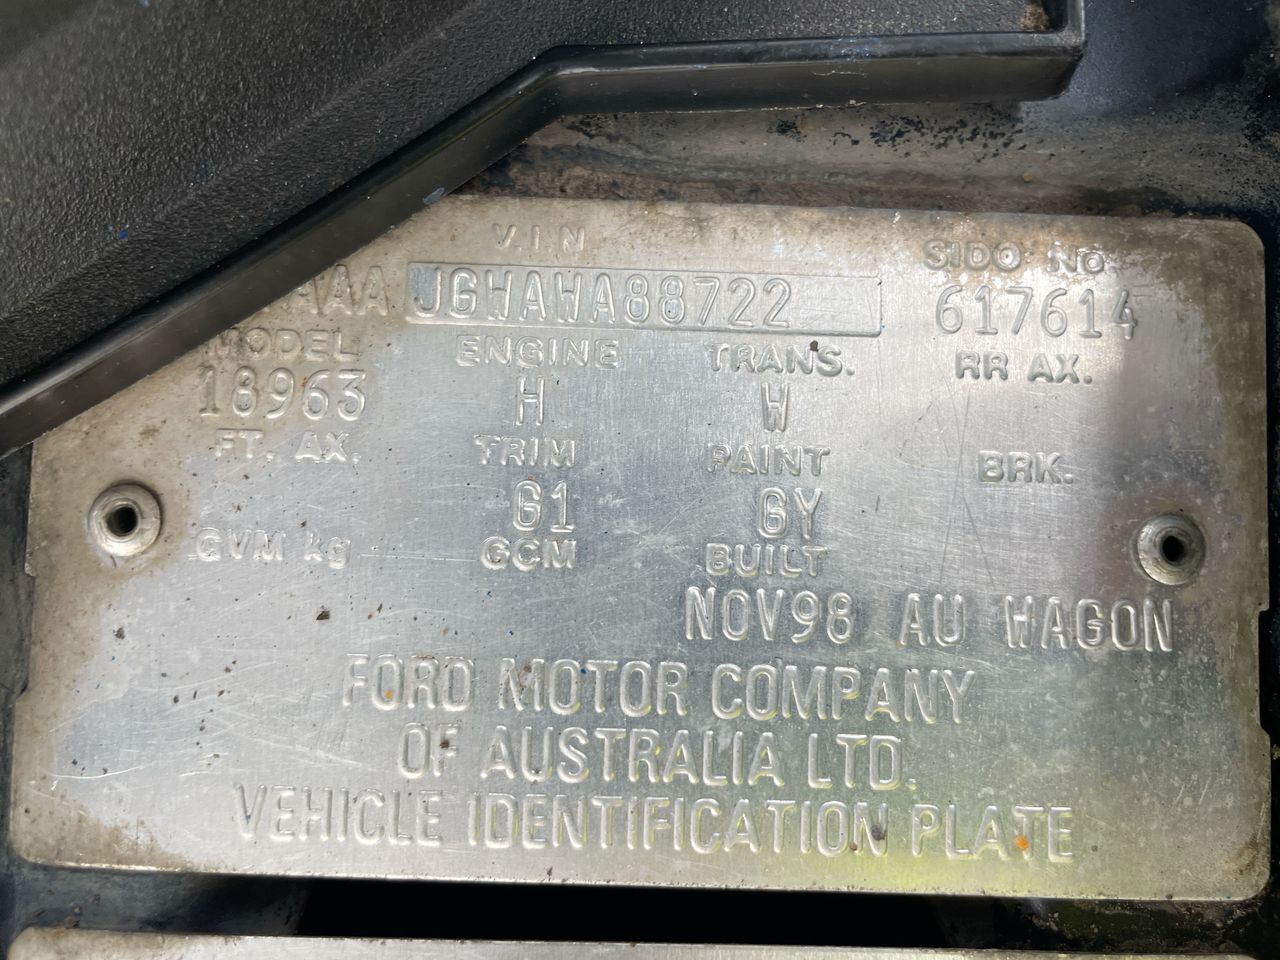 V.I.N SIDO No.
AAA JGWAWA88722 617614
MODEL ENGINE TRANS. RR AX.
18963 H W
FT. AX. TRIM PAINT BRK.
G1 GY
GVM kg GCM BUILT
NOV98 AU WAGON
FORD MOTOR COMPANY
OF AUSTRALIA LTD.
VEHICLE IDENTIFICATION PLATE